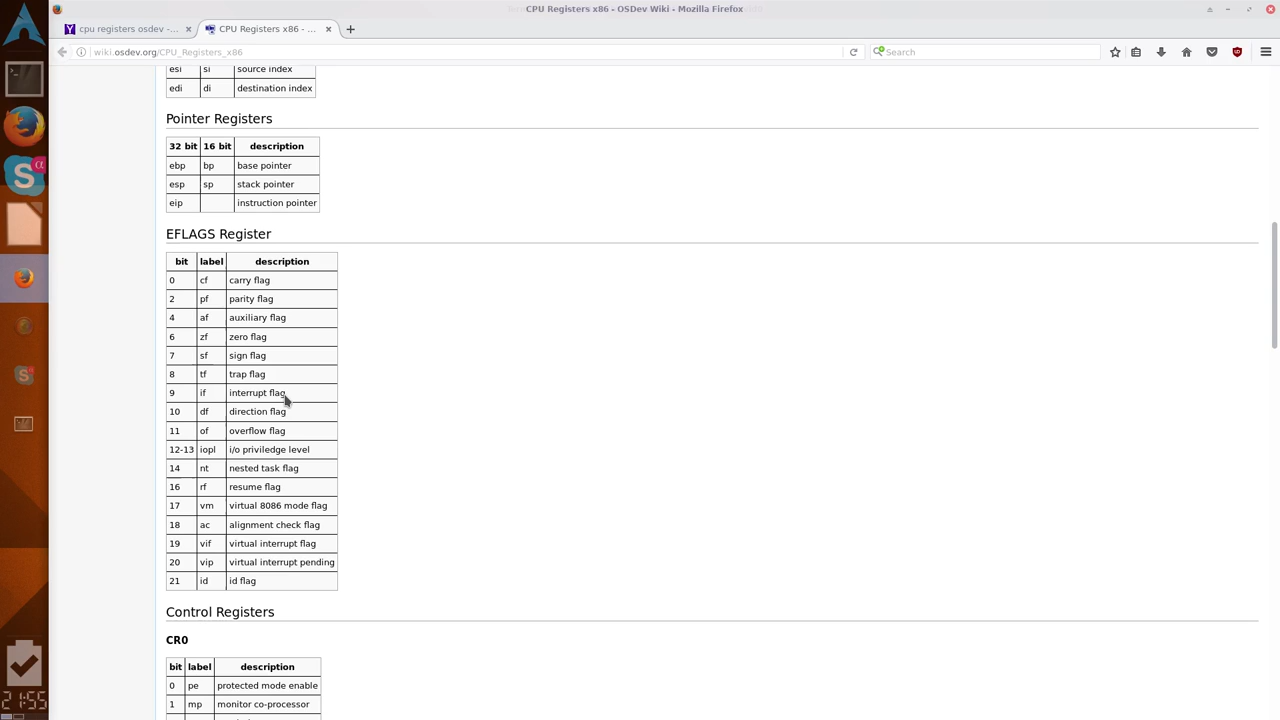 CPU Registers x86 - OSDev Wiki - Mozilla Firefox
cpu registers osdev -...
CPU Registers x86 - ...
wiki.osdev.org/CPU_Registers_x86
Search
esi si source index
edi di destination index
Pointer Registers
32 bit 16 bit description
ebp bp base pointer
esp sp stack pointer
eip instruction pointer
EFLAGS Register
bit label description
0 cf carry flag
2 pf parity flag
4 af auxiliary flag
6 zf zero flag
7 sf sign flag
8 tf trap flag
9 if interrupt flag
10 df direction flag
11 of overflow flag
12-13 iopl i/o priviledge level
14 nt nested task flag
16 rf resume flag
17 vm virtual 8086 mode flag
18 ac alignment check flag
19 vif virtual interrupt flag
20 vip virtual interrupt pending
21 id id flag
Control Registers
CR0
bit label description
0 pe protected mode enable
1 mp monitor co-processor
21:55